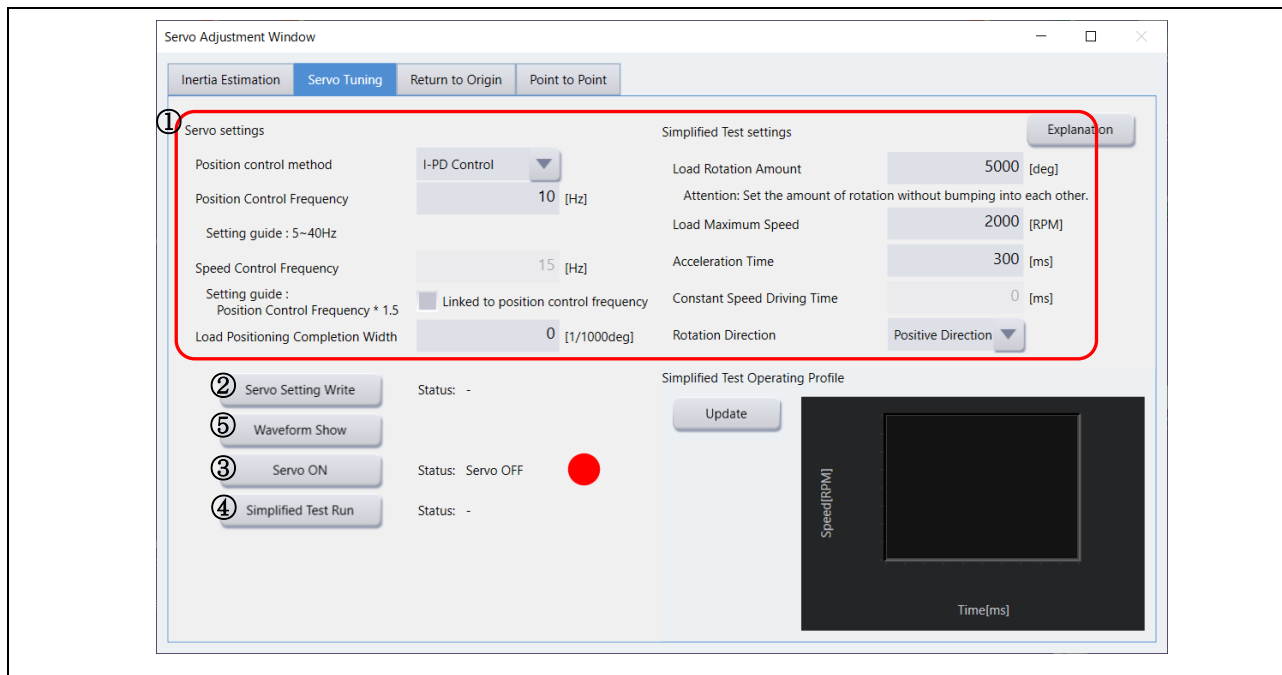 Servo Adjustment Window
Inertia Estimation Servo Tuning Return to Origin Point to Point
①
Servo settings
Position control method I-PD Control
Position Control Frequency 10 [Hz]
Setting guide : 5~40Hz
Speed Control Frequency 15 [Hz]
Setting guide :
Position Control Frequency * 1.5
Linked to position control frequency
Load Positioning Completion Width 0 [1/1000deg]
Simplified Test settings
Explanation
Load Rotation Amount 5000 [deg]
Attention: Set the amount of rotation without bumping into each other.
Load Maximum Speed 2000 [RPM]
Acceleration Time 300 [ms]
Constant Speed Driving Time 0 [ms]
Rotation Direction Positive Direction
② Servo Setting Write Status: -
⑤ Waveform Show
③ Servo ON Status: Servo OFF
④ Simplified Test Run Status: -
Simplified Test Operating Profile
Update
Speed[RPM]
Time[ms]